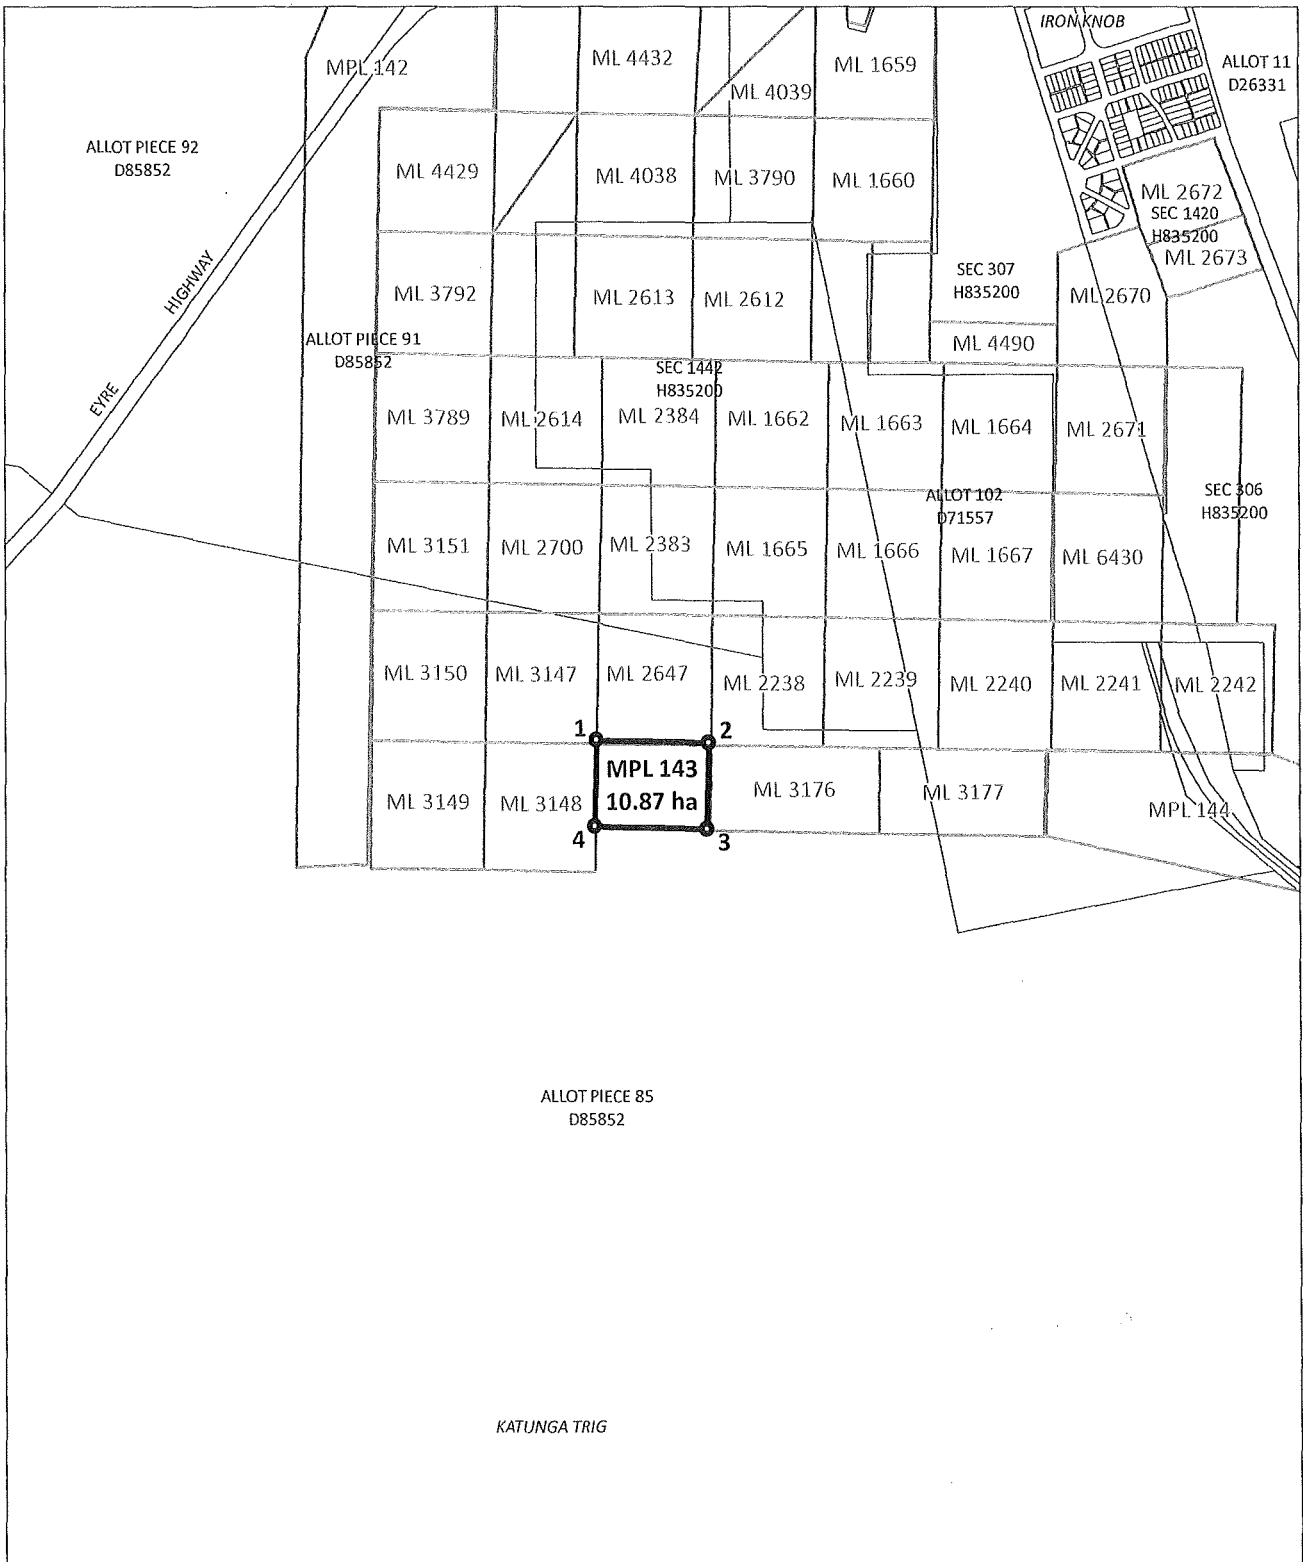 IRON KNOB
ML 4432
ML 1659
MPL 142
ALLOT 11
D26331
ML 4039
ALLOT PIECE 92
D85852
ML 4429
ML 4038
ML 3790
ML 1660
ML 2672
SEC 1420
H835200
ML 2673
SEC 307
H835200
HIGHWAY
ML 3792
ML 2613
ML 2612
ML 2670
ALLOT PIECE 91
D85852
ML 4490
SEC 1442
H835200
EYRE
ML 3789
ML 2614
ML 2384
ML 1662
ML 1663
ML 1664
ML 2671
ALLOT 102
D71557
SEC 306
H835200
ML 3151
ML 2700
ML 2383
ML 1665
ML 1666
ML 1667
ML 6430
ML 3150
ML 3147
ML 2647
ML 2238
ML 2239
ML 2240
ML 2241
ML 2242
1
2
MPL 143
10.87 ha
ML 3149
ML 3148
ML 3176
ML 3177
MPL 144
4
3
ALLOT PIECE 85
D85852
KATUNGA TRIG